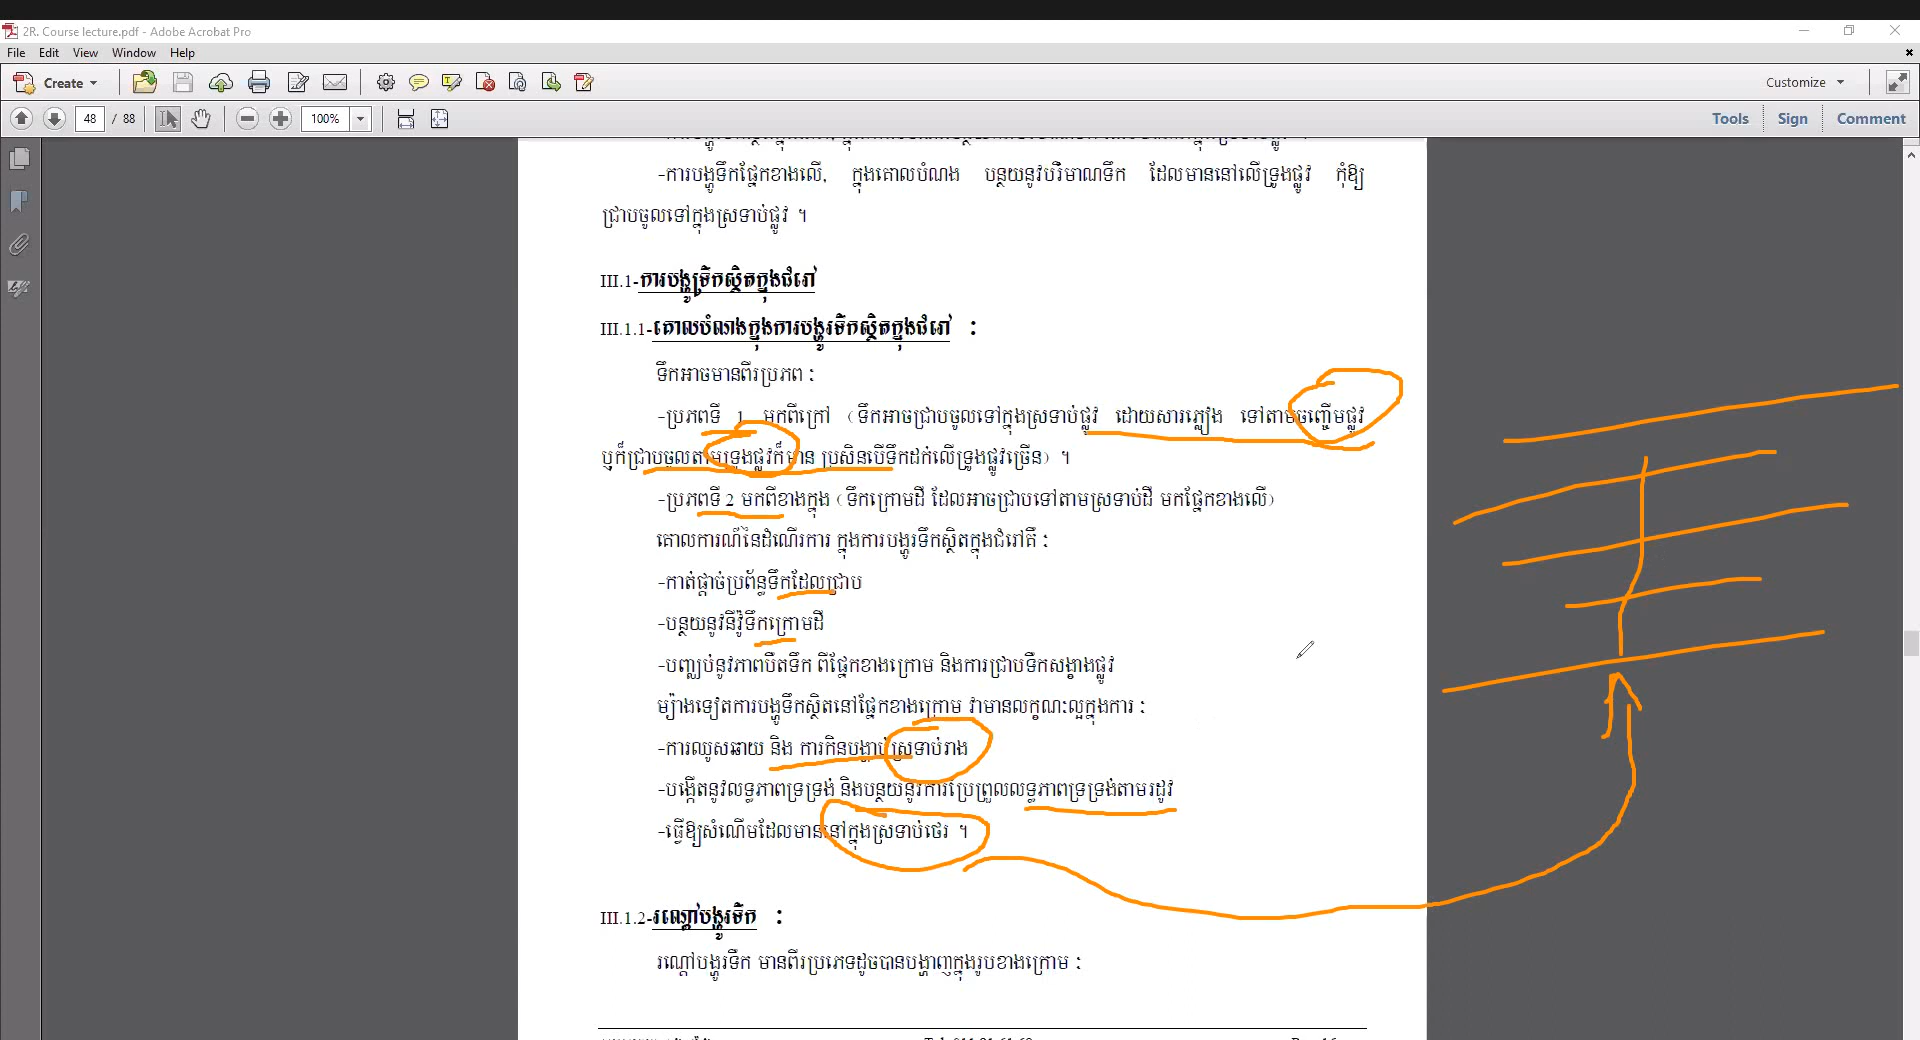 2R. Course lecture.pdf - Adobe Acrobat Pro
File Edit View Window Help
Create Customize
48 / 88 100% Tools Sign Comment
-ការបង្ហូទឹកផ្នែកខាងលើ, ក្នុងគោលបំណង បន្ថយនូវបរិមាណទឹក ដែលមាននៅលើទ្រូងផ្លូវ កុំឱ្យ
ជ្រាបចូលទៅក្នុងស្រទាប់ផ្លូវ ។
III.1-ការបង្ហូទ្រឹកស្ថិតក្នុងជំរៅ
III.1.1-គោលបំណងក្នុងការបង្ហូរទឹកស្ថិតក្នុងជំរៅ :
ទឹកអាចមានពីរប្រភព :
-ប្រភពទី 1 មកពីក្រៅ (ទឹកអាចជ្រាបចូលទៅក្នុងស្រទាប់ផ្លូវ ដោយសារភ្លៀង ទៅតាមចញ្ចើមផ្លូវ
ឬក៏ជ្រាបចូលតាមទ្រូងផ្លូវក៏មាន ប្រសិនបើទឹកដក់លើទ្រូងផ្លូវច្រើន) ។
-ប្រភពទី 2 មកពីខាងក្នុង (ទឹកក្រោមដី ដែលអាចជ្រាបទៅតាមស្រទាប់ដី មកផ្នែកខាងលើ)
គោលការណ៍នៃដំណើរការ ក្នុងការបង្ហូរទឹកស្ថិតក្នុងជំរៅគឺ :
-កាត់ផ្តាច់ប្រព័ន្ធទឹកដែលជ្រាប
-បន្ថយនូវនីវ៉ូទឹកក្រោមដី
-បញ្ឈប់នូវភាពបឺតទឹក ពីផ្នែកខាងក្រោម និងការជ្រាបទឹកសង្ខាងផ្លូវ
ម្យ៉ាងទៀតការបង្ហូទឹកស្ថិតនៅផ្នែកខាងក្រោម វាមានលក្ខណៈល្អក្នុងការ :
-ការឈូសឆាយ និង ការកិនបង្ហាប់ស្រទាប់រាង
-បង្កើតនូវលទ្ធភាពទ្រទ្រង់ និងបន្ថយនូវការប្រែព្រួលលទ្ធភាពទ្រទ្រង់តាមរដូវ
-ធ្វើឱ្យសំណើមដែលមាននៅក្នុងស្រទាប់ថេរ ។
III.1.2-រណ្តៅបង្ហូរទឹក :
រណ្តៅបង្ហូរទឹក មានពីរប្រភេទដូចបានបង្ហាញក្នុងរូបខាងក្រោម :